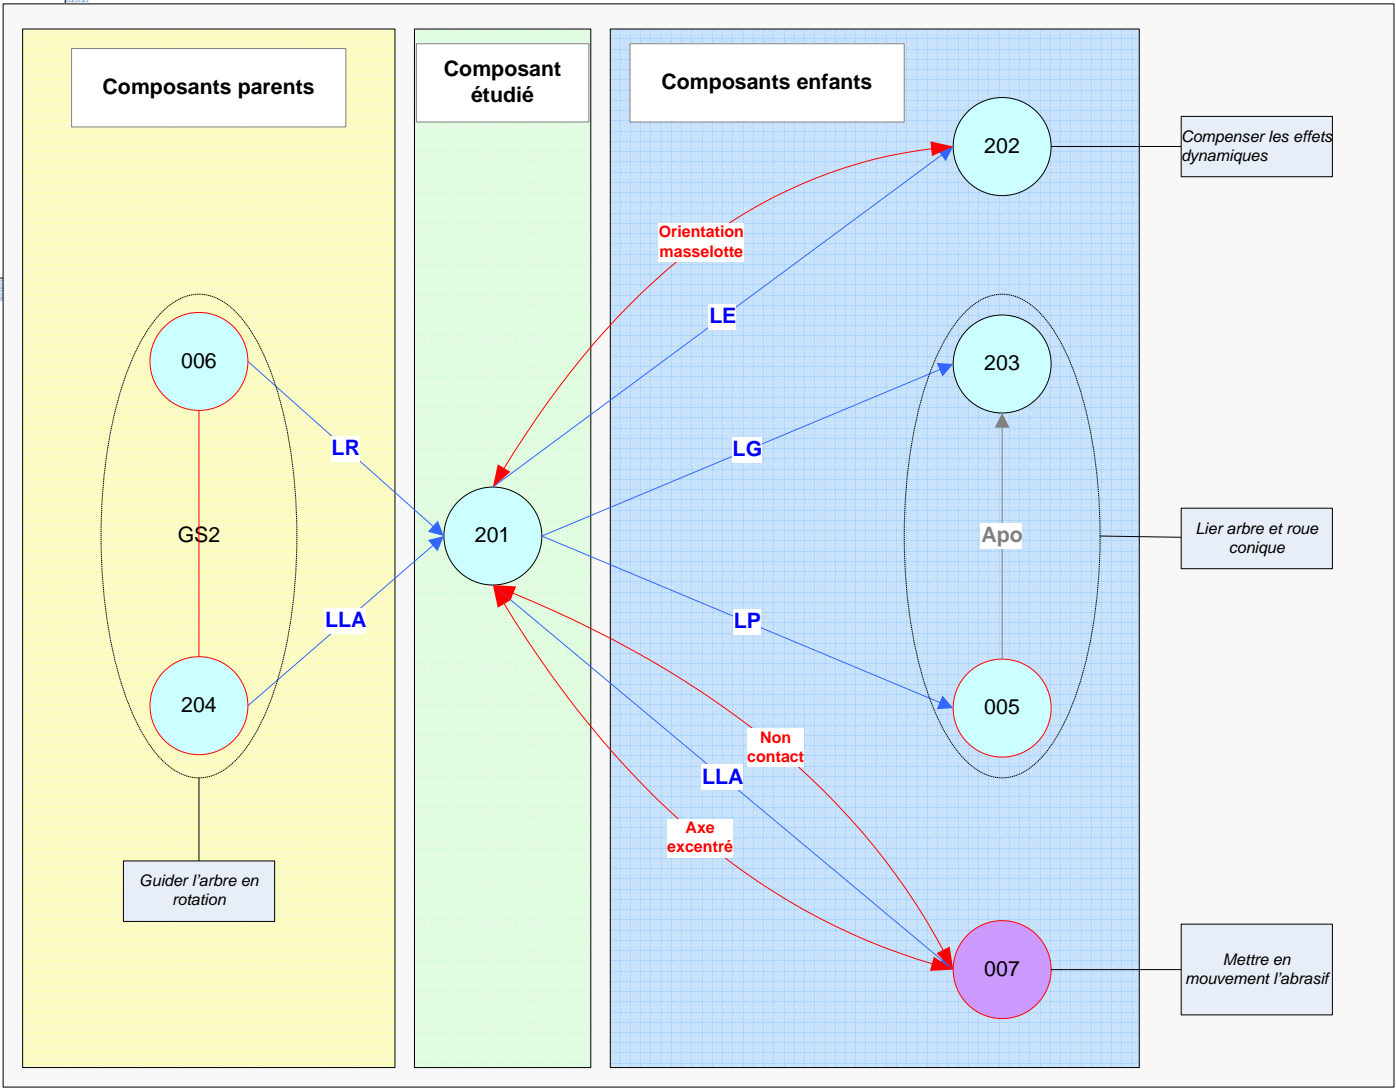 Composants parents
Composant
étudié
Composants enfants
202
Compenser les effets
dynamiques
Orientation
masselotte
LE
006
203
LR
LG
GS2
201
Apo
Lier arbre et roue
conique
LLA
LP
204
005
Non
contact
LLA
Axe
excentré
Guider l'arbre en
rotation
007
Mettre en
mouvement l'abrasif